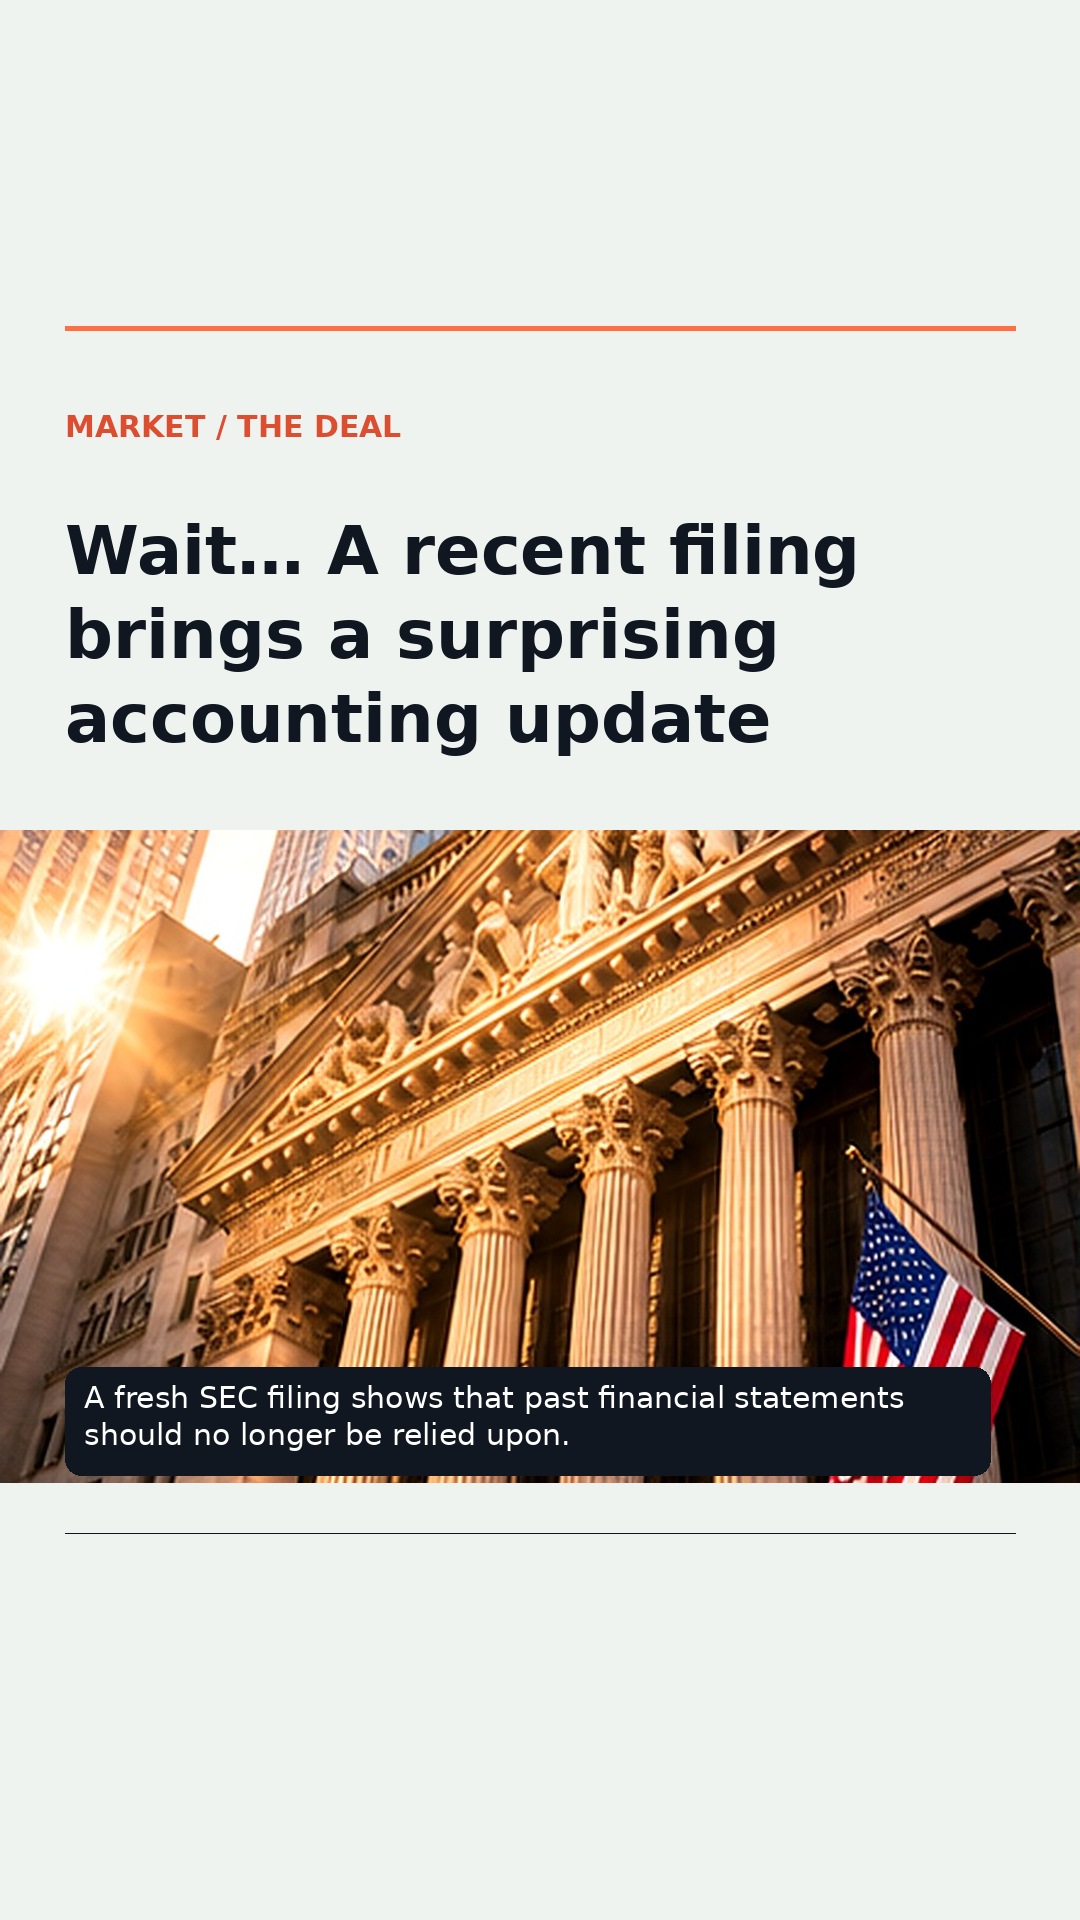 MARKET / THE DEAL
Wait… A recent filing
brings a surprising
accounting update
A fresh SEC filing shows that past financial statements
should no longer be relied upon.